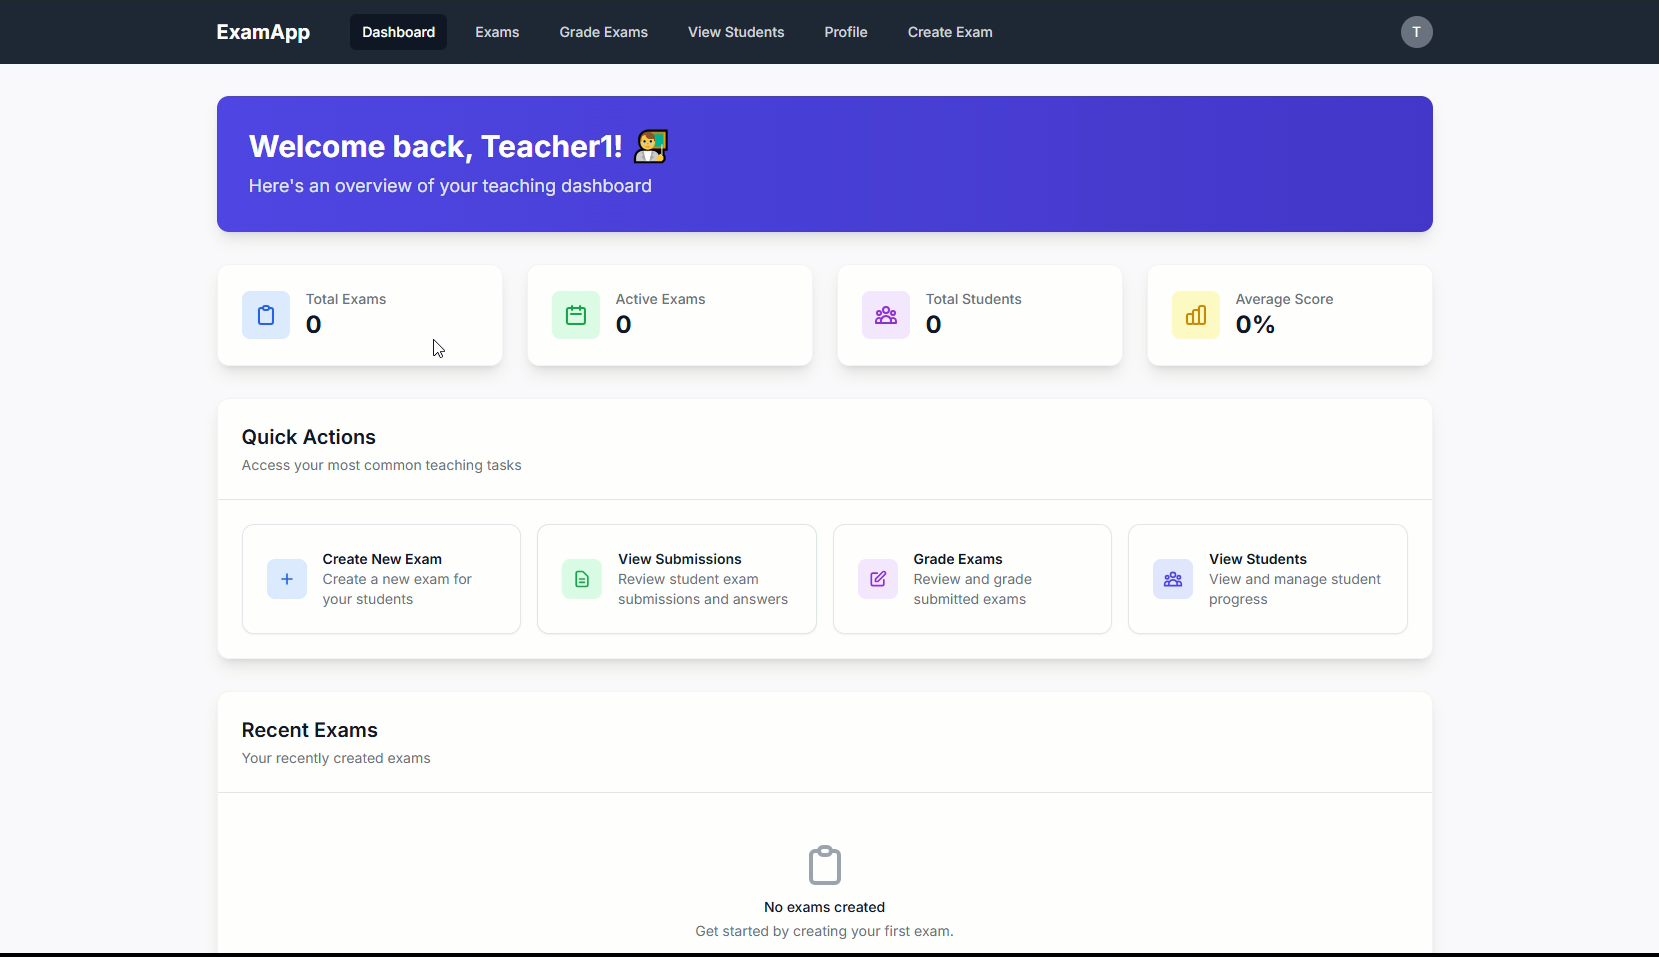 ExamApp
Dashboard
Exams
Grade Exams
View Students
Profile
Create Exam
T
Welcome back, Teacher1!
Here's an overview of your teaching dashboard
Total Exams
0
Active Exams
0
Total Students
0
Average Score
0%
Quick Actions
Access your most common teaching tasks
Create New Exam
Create a new exam for
your students
View Submissions
Review student exam
submissions and answers
Grade Exams
Review and grade
submitted exams
View Students
View and manage student
progress
Recent Exams
Your recently created exams
No exams created
Get started by creating your first exam.